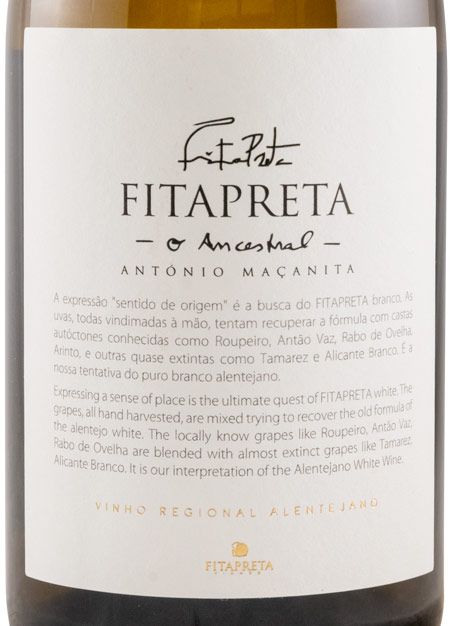 FitaPreta
FITAPRETA
- o Ancestral -
ANTÓNIO MAÇANITA
A expressão "sentido de origem" é a busca do FITAPRETA branco. As
uvas, todas vindimadas à mão, tentam recuperar a fórmula com castas
autóctones conhecidas como Roupeiro, Antão Vaz, Rabo de Ovelha,
Arinto, e outras quase extintas como Tamarez e Alicante Branco. É a
nossa tentativa do puro branco alentejano.
Expressing a sense of place is the ultimate quest of FITAPRETA white. The
grapes, all hand harvested, are mixed trying to recover the old formula of
the alentejo white. The locally know grapes like Roupeiro, Antão Vaz,
Rabo de Ovelha are blended with almost extinct grapes like Tamarez,
Alicante Branco. It is our interpretation of the Alentejano White Wine.
VINHO REGIONAL ALENTEJANO
FITAPRETA